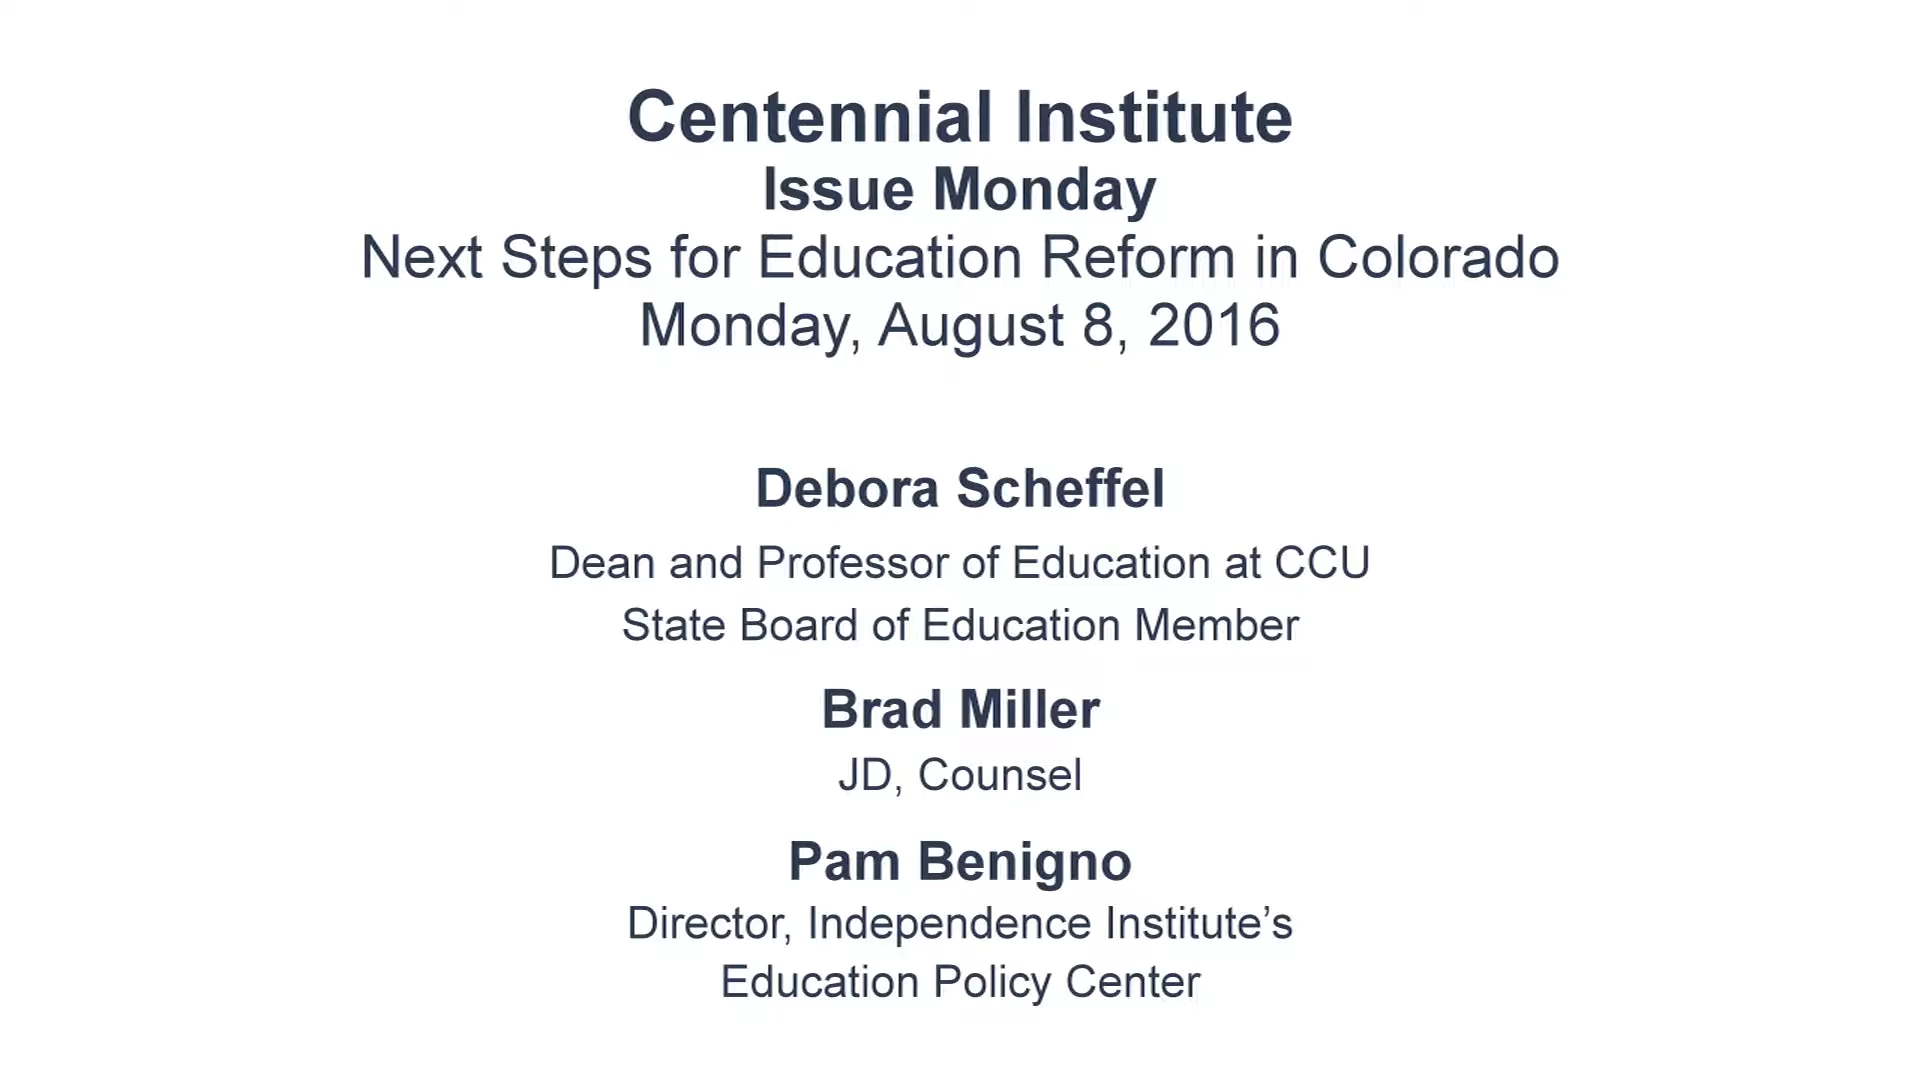 Centennial Institute
Issue Monday
Next Steps for Education Reform in Colorado
Monday, August 8, 2016
Debora Scheffel
Dean and Professor of Education at CCU
State Board of Education Member
Brad Miller
JD, Counsel
Pam Benigno
Director, Independence Institute’s
Education Policy Center